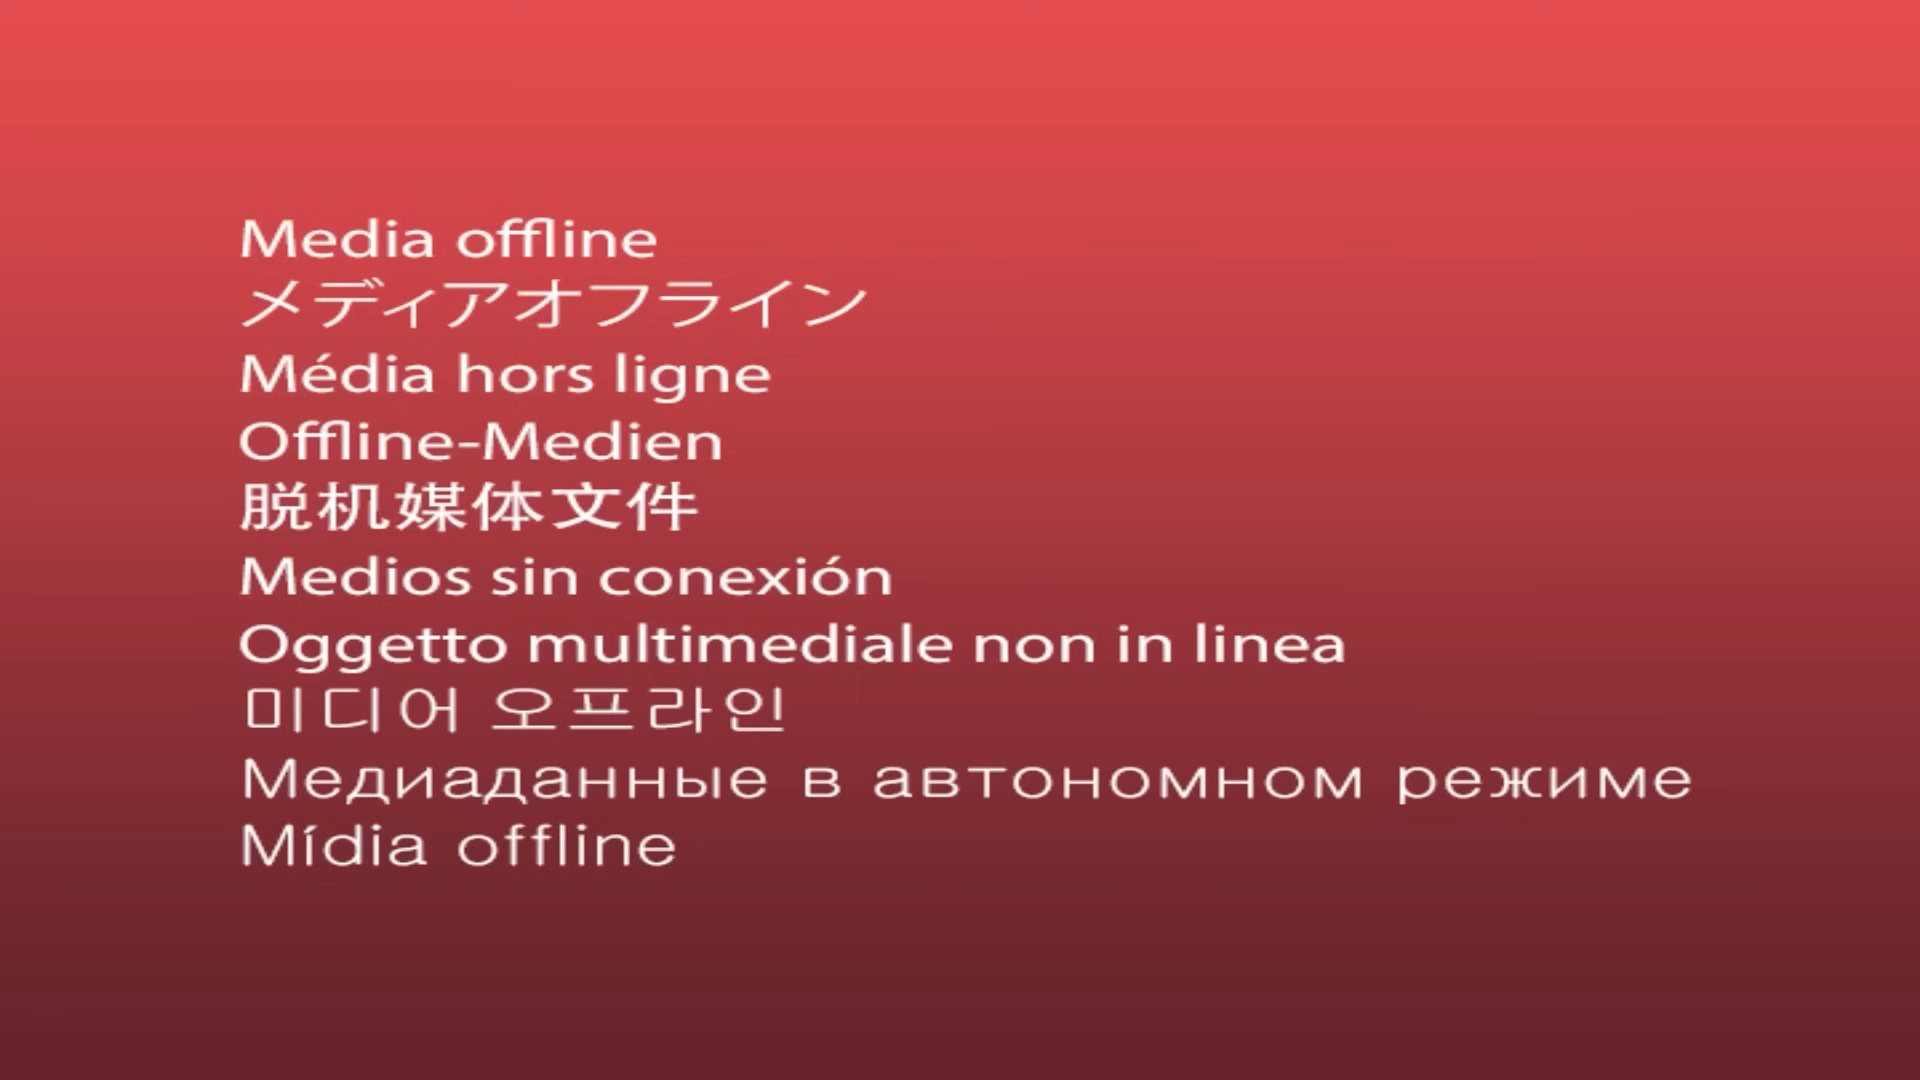 Media offline
メディアオフライン
Média hors ligne
Offline-Medien
脱机媒体文件
Medios sin conexión
Oggetto multimediale non in linea
미디어 오프라인
Медиаданные в автономном режиме
Mídia offline